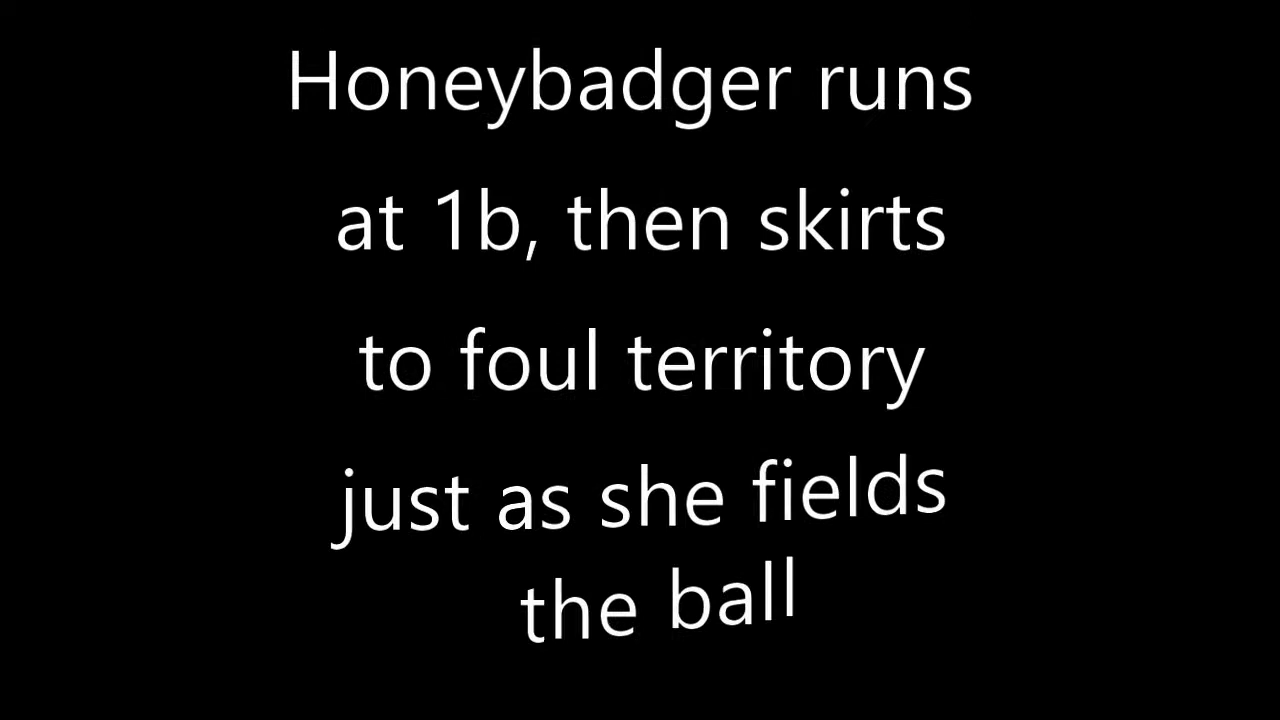 Honeybadger runs
at 1b, then skirts
to foul territory
just as she fields
the ball